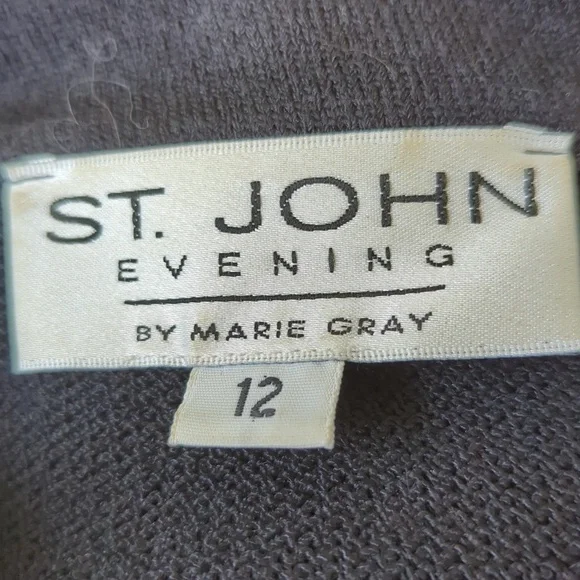 ST. JOHN
EVENING
BY MARIE GRAY
12